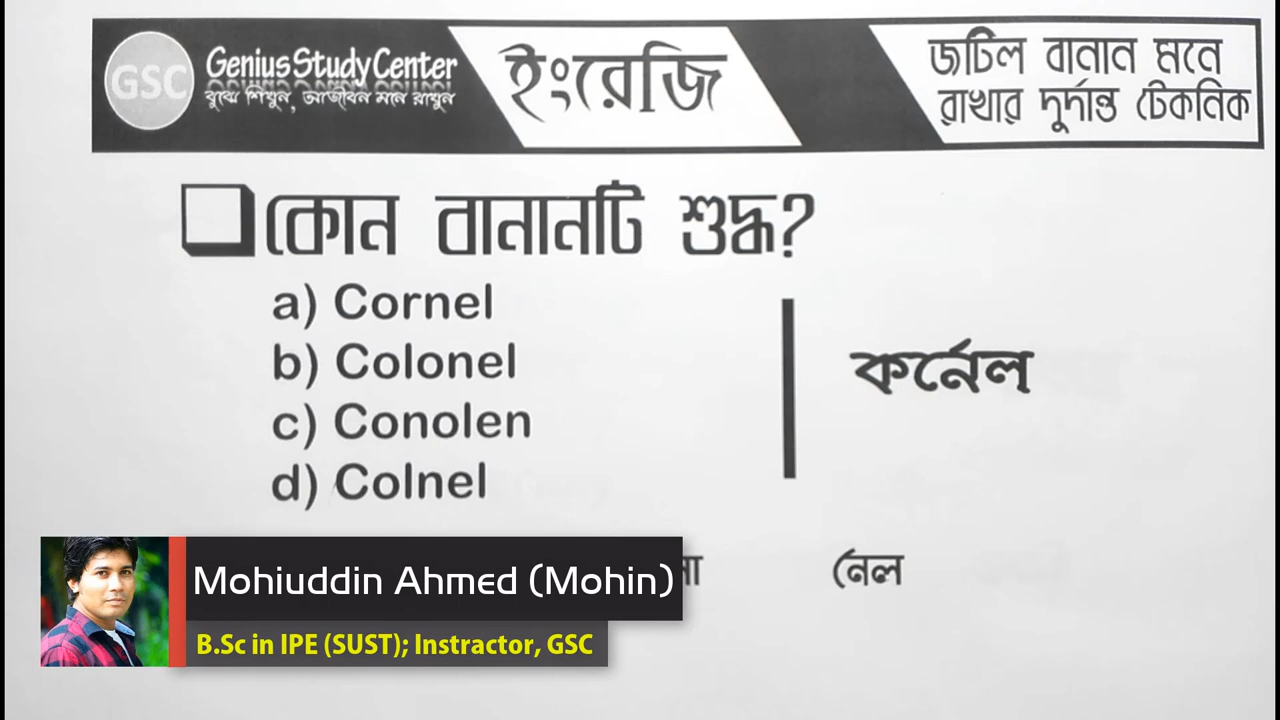 GSC
Genius Study Center
বুঝে শিখুন, আজীবন মনে রাখুন
ইংরেজি
জটিল বানান মনে
রাখার দুর্দান্ত টেকনিক
কোন বানানটি শুদ্ধ?
a) Cornel
b) Colonel
c) Conolen
d) Colnel
কর্নেল
নেল
Mohiuddin Ahmed (Mohin)
B.Sc in IPE (SUST); Instractor, GSC